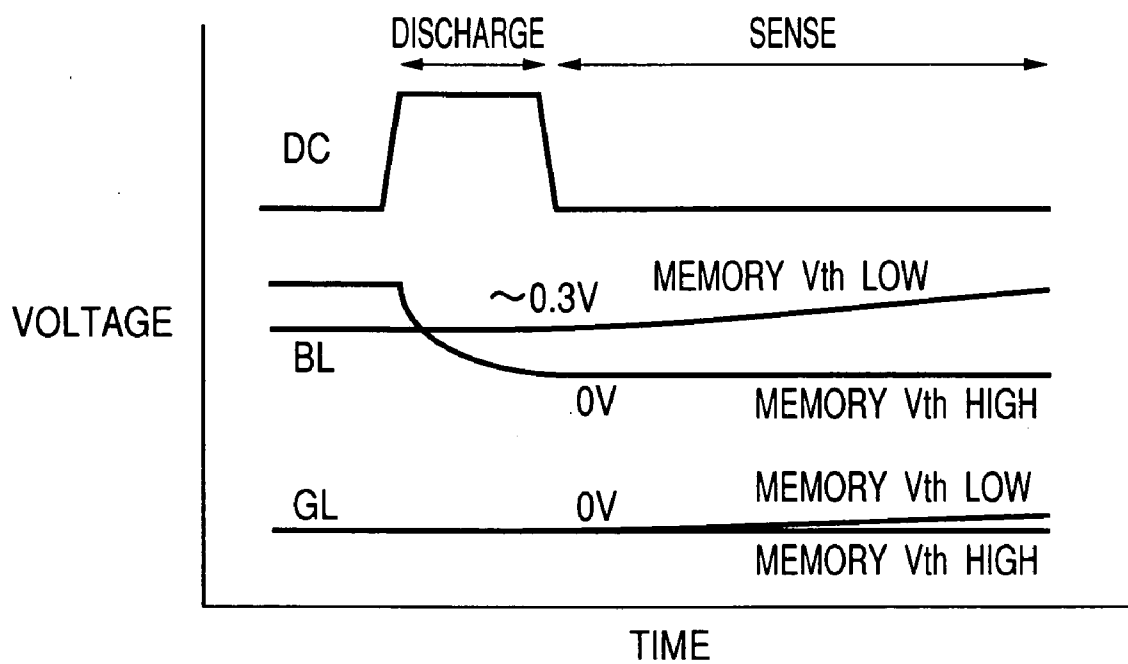 DISCHARGE
SENSE
DC
VOLTAGE
~0.3V
MEMORY Vth LOW
BL
0V
MEMORY Vth HIGH
GL
0V
MEMORY Vth LOW
MEMORY Vth HIGH
TIME